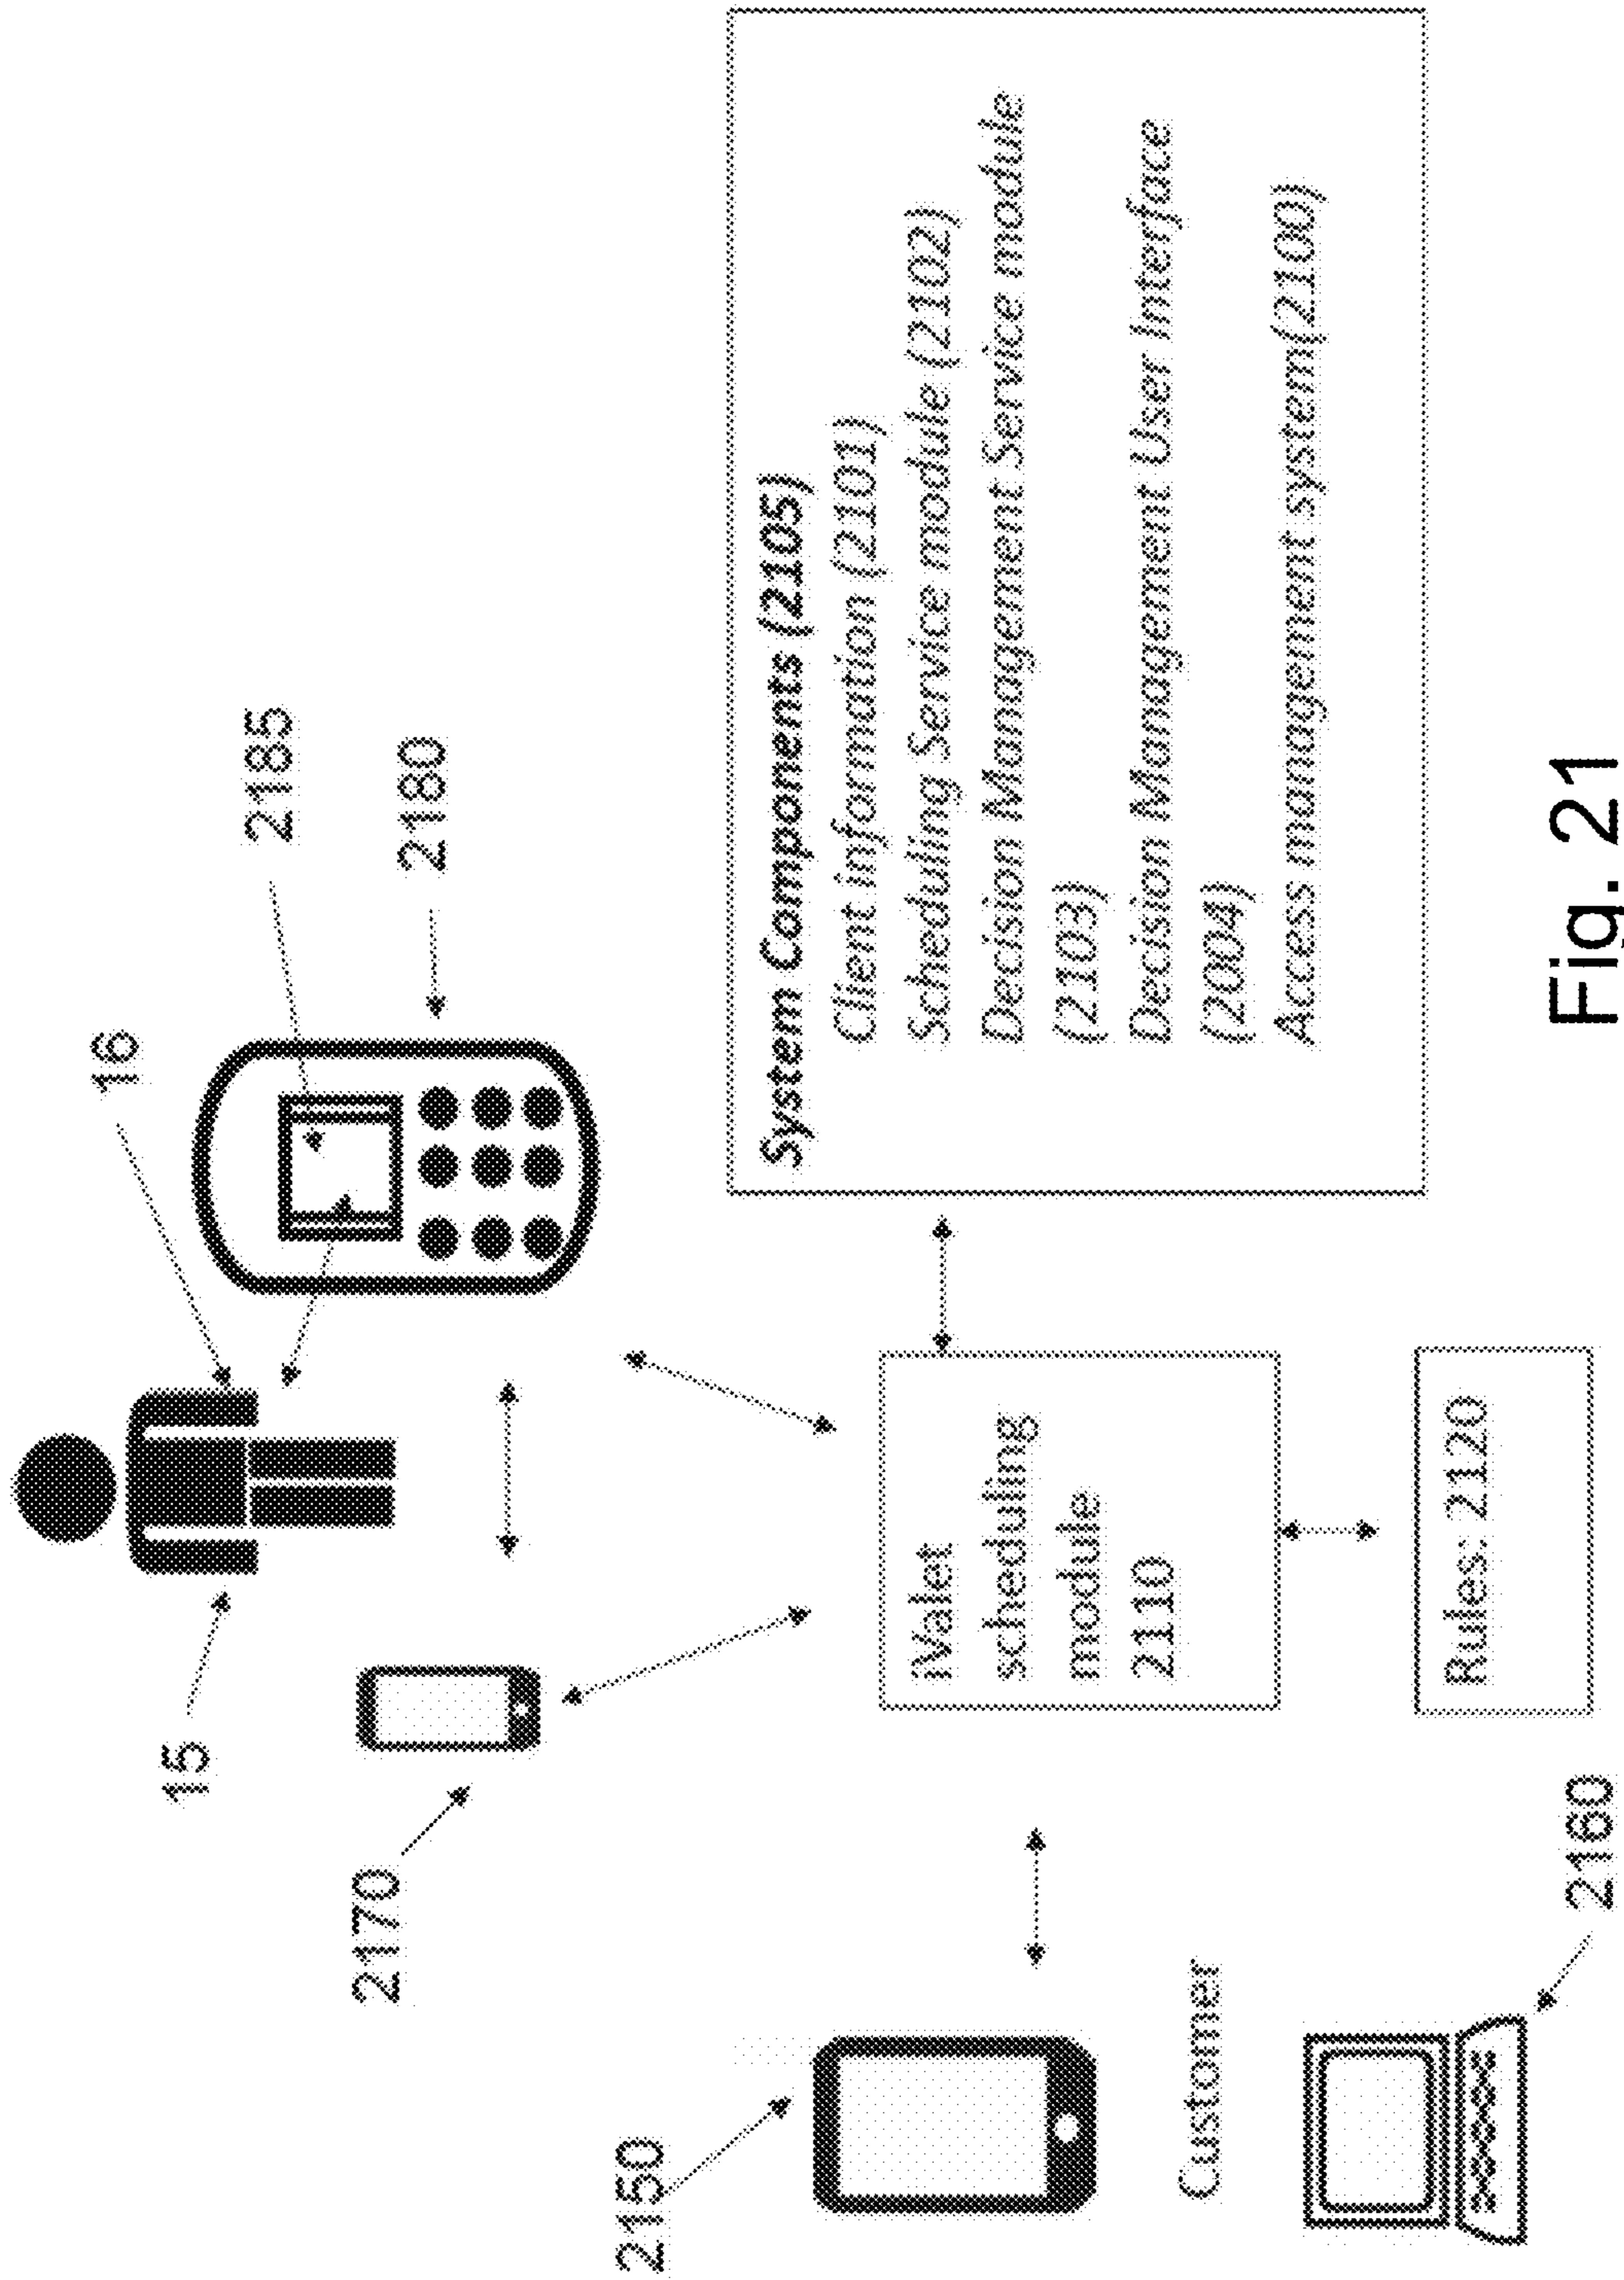 16
2185
15
2180
2170
2150
iValet
scheduling
module
2110
System Components (2105)
Client information (2101)
Scheduling Service module (2102)
Decision Management Service module
(2103)
Decision Management User Interface
(2004)
Access management system(2100)
Customer
Rules: 2120
2160
Fig. 21